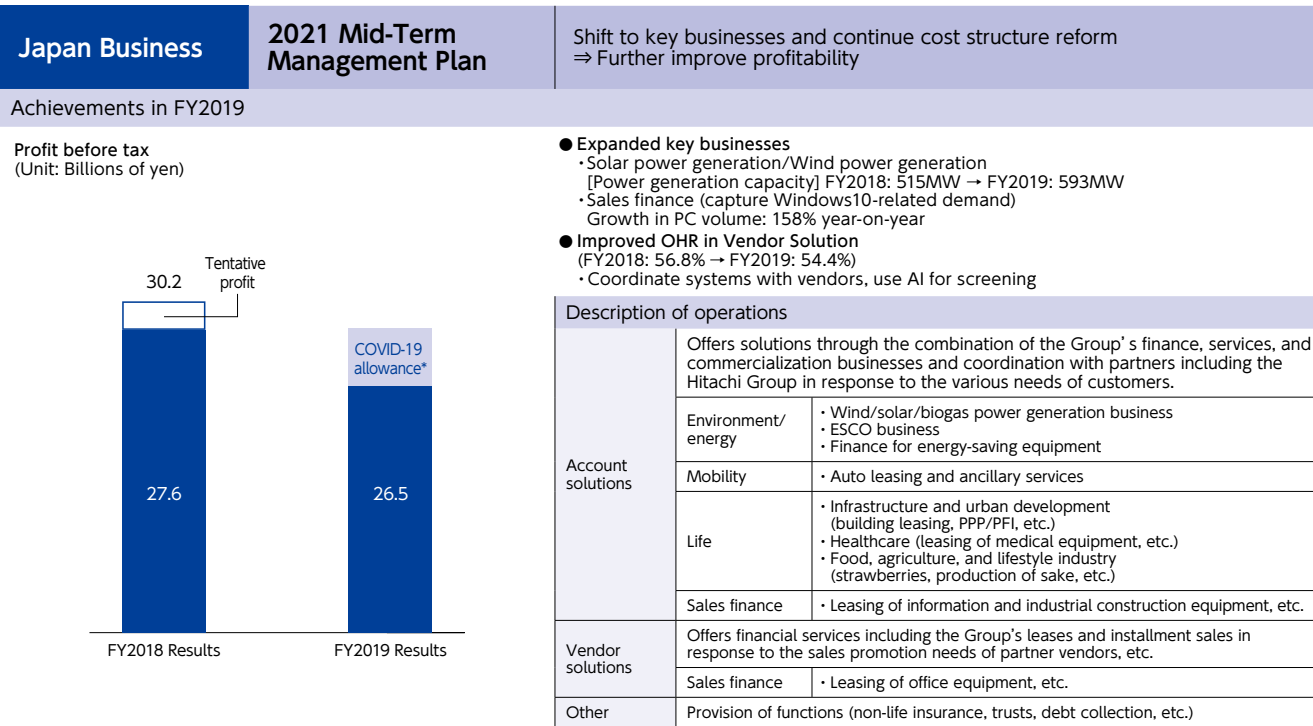 Japan Business
2021 Mid-Term
Management Plan
Shift to key businesses and continue cost structure reform
⇒ Further improve profitability
Achievements in FY2019
Profit before tax
(Unit: Billions of yen)
30.2
Tentative
profit
27.6
COVID-19
allowance*
26.5
FY2018 Results
FY2019 Results
● Expanded key businesses
・Solar power generation/Wind power generation
[Power generation capacity] FY2018: 515MW → FY2019: 593MW
・Sales finance (capture Windows10-related demand)
Growth in PC volume: 158% year-on-year
● Improved OHR in Vendor Solution
(FY2018: 56.8% → FY2019: 54.4%)
・Coordinate systems with vendors, use AI for screening
Description of operations
Account
solutions
Offers solutions through the combination of the Group's finance, services, and
commercialization businesses and coordination with partners including the
Hitachi Group in response to the various needs of customers.
Environment/
energy
・Wind/solar/biogas power generation business
・ESCO business
・Finance for energy-saving equipment
Mobility
・Auto leasing and ancillary services
Life
・Infrastructure and urban development
(building leasing, PPP/PFI, etc.)
・Healthcare (leasing of medical equipment, etc.)
・Food, agriculture, and lifestyle industry
(strawberries, production of sake, etc.)
Sales finance
・Leasing of information and industrial construction equipment, etc.
Vendor
solutions
Offers financial services including the Group's leases and installment sales in
response to the sales promotion needs of partner vendors, etc.
Sales finance
・Leasing of office equipment, etc.
Other
Provision of functions (non-life insurance, trusts, debt collection, etc.)